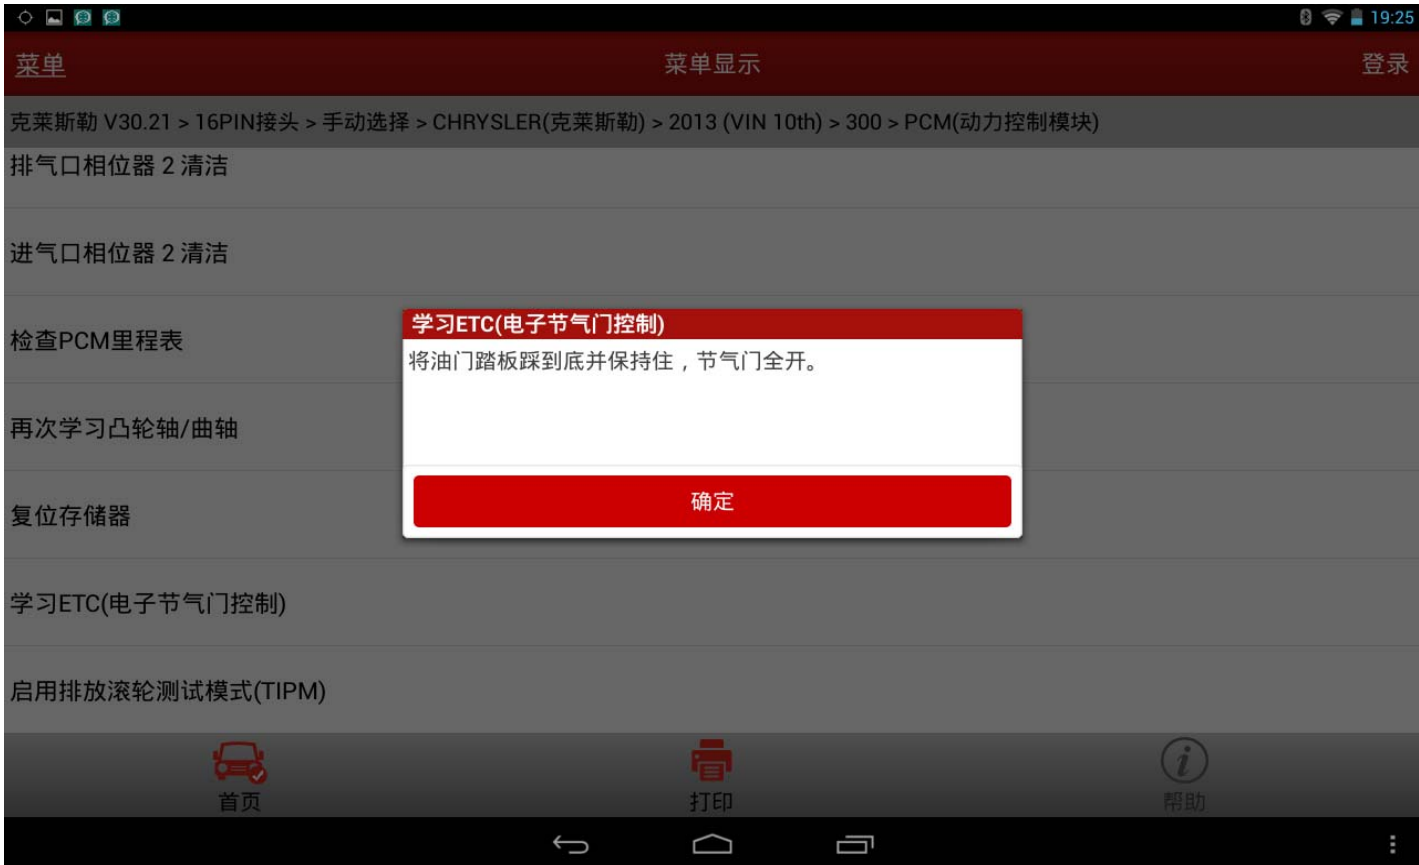 19:25
菜单 菜单显示 登录
克莱斯勒 V30.21 > 16PIN接头 > 手动选择 > CHRYSLER(克莱斯勒) > 2013 (VIN 10th) > 300 > PCM(动力控制模块)
排气口相位器 2 清洁
进气口相位器 2 清洁
检查PCM里程表
学习ETC(电子节气门控制)
将油门踏板踩到底并保持住，节气门全开。
确定
再次学习凸轮轴/曲轴
复位存储器
学习ETC(电子节气门控制)
启用排放滚轮测试模式(TIPM)
首页 打印 帮助